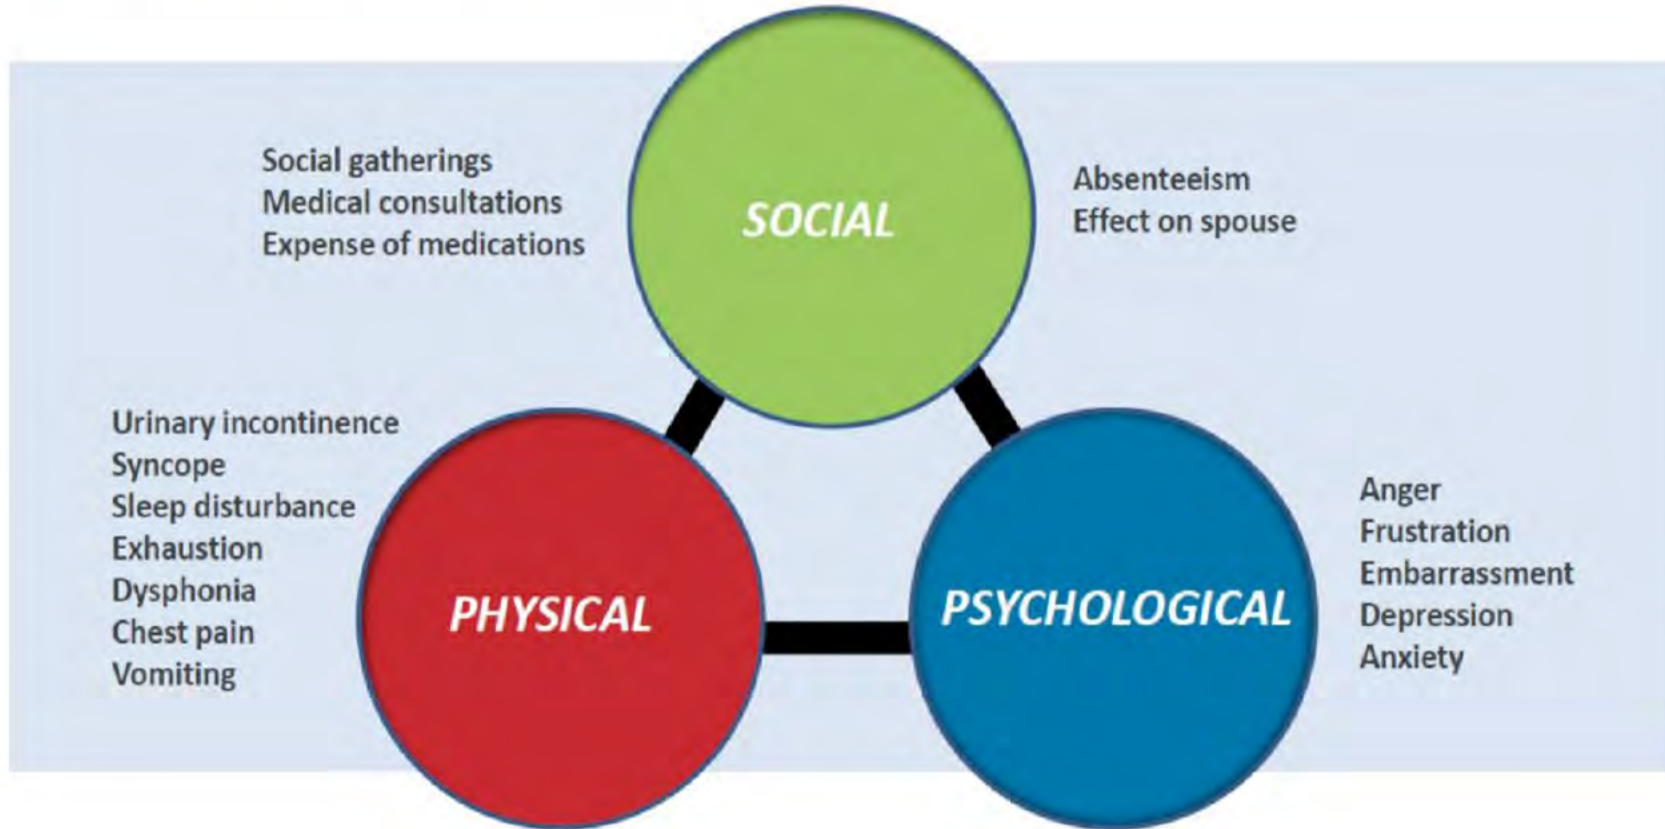 Social gatherings
Medical consultations
Expense of medications
SOCIAL
Absenteeism
Effect on spouse
Urinary incontinence
Syncope
Sleep disturbance
Exhaustion
Dysphonia
Chest pain
Vomiting
PHYSICAL
PSYCHOLOGICAL
Anger
Frustration
Embarrassment
Depression
Anxiety